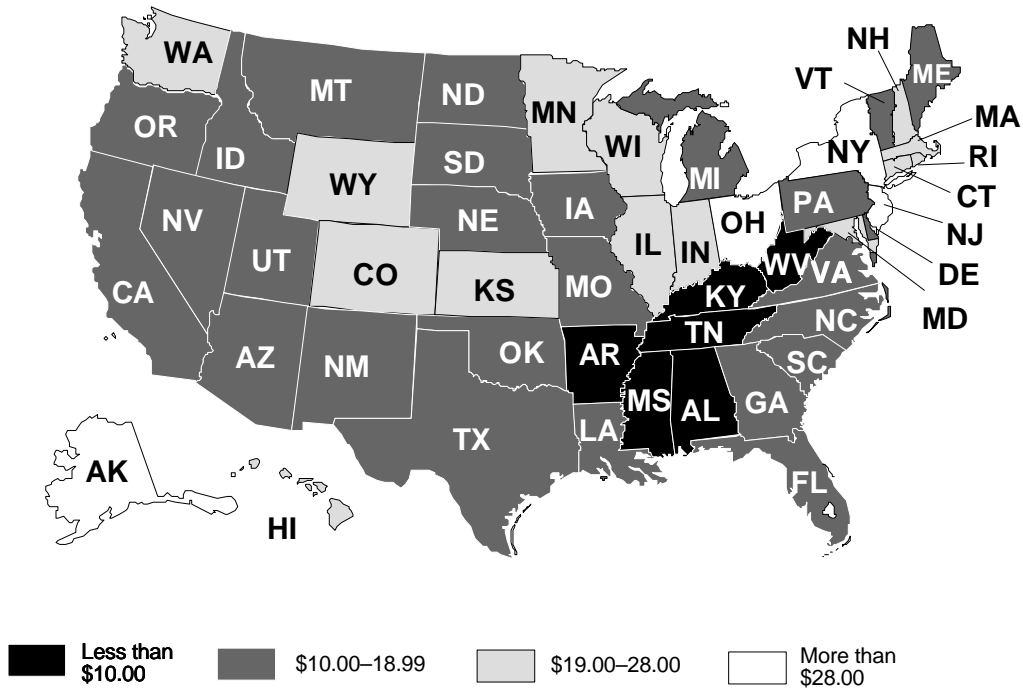 NH
WA
VT
ME
MT
ND
MN
MA
OR
ID
WI
NY
RI
SD
MI
WY
CT
PA
IA
NV
NE
OH
NJ
IL
IN
UT
CO
WV
VA
DE
CA
KS
MO
KY
MD
NC
TN
AZ
NM
OK
AR
SC
MS
AL
GA
TX
LA
AK
FL
HI
Less than
$10.00
$10.00–18.99
$19.00–28.00
More than
$28.00